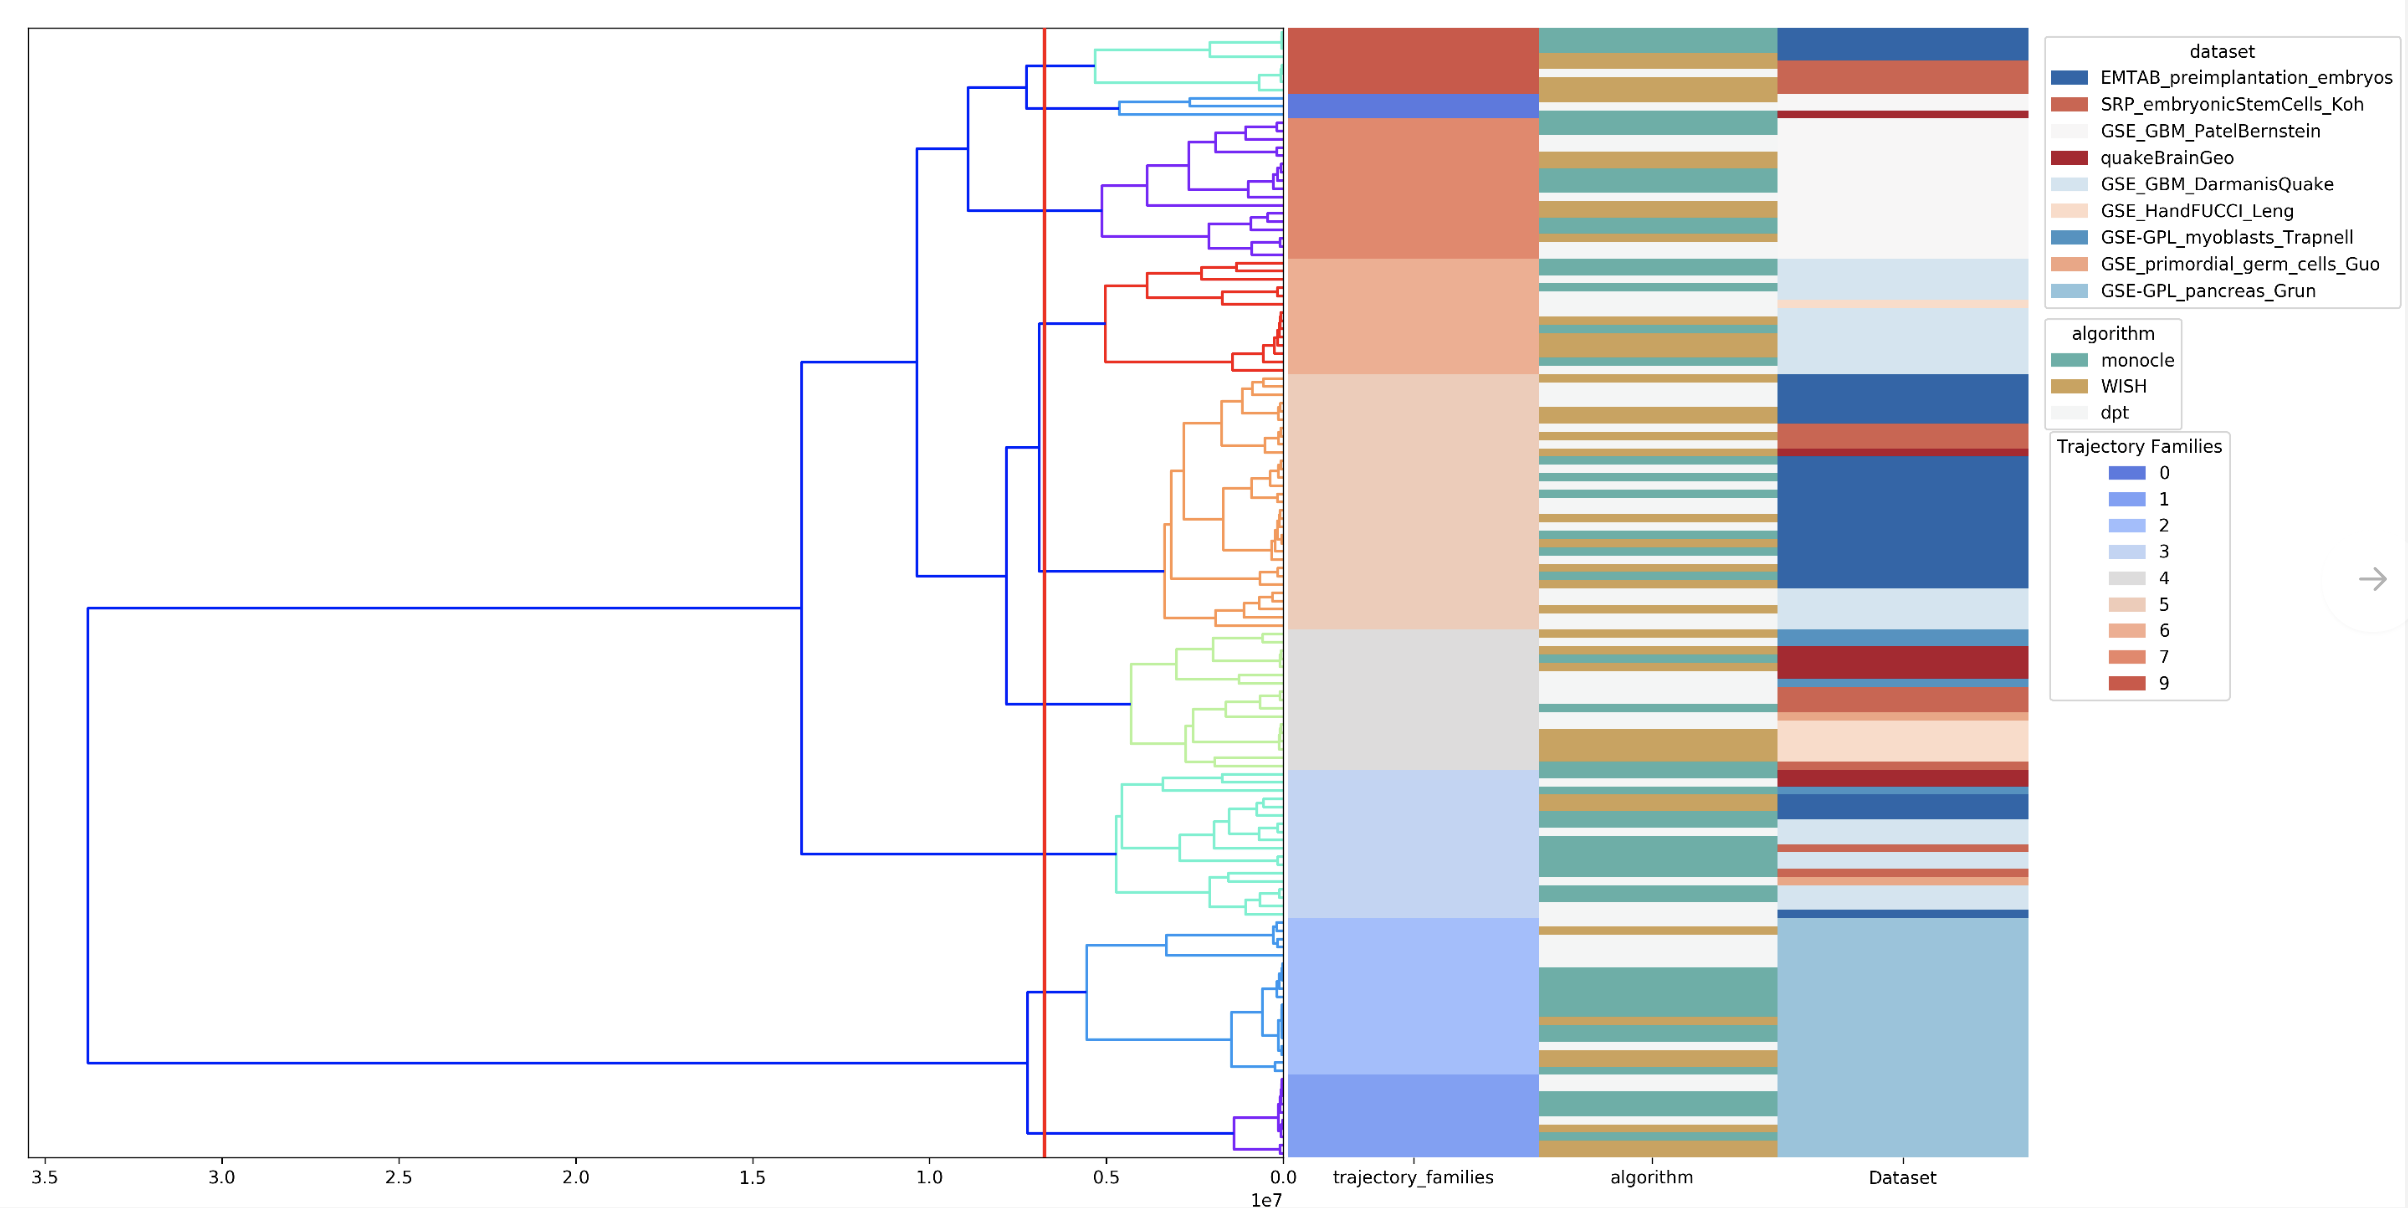 dataset
EMTAB_preimplantation_embryos
SRP_embryonicStemCells_Koh
GSE_GBM_PatelBernstein
quakeBrainGeo
GSE_GBM_DarmanisQuake
GSE_HandFUCCI_Leng
GSE-GPL_myoblasts_Trapnell
GSE_primordial_germ_cells_Guo
GSE-GPL_pancreas_Grun
algorithm
monocle
WISH
dpt
Trajectory Families
0
1
2
3
4
5
6
7
9
3.5 3.0 2.5 2.0 1.5 1.0 0.5 0.0 trajectory_families algorithm Dataset
1e7